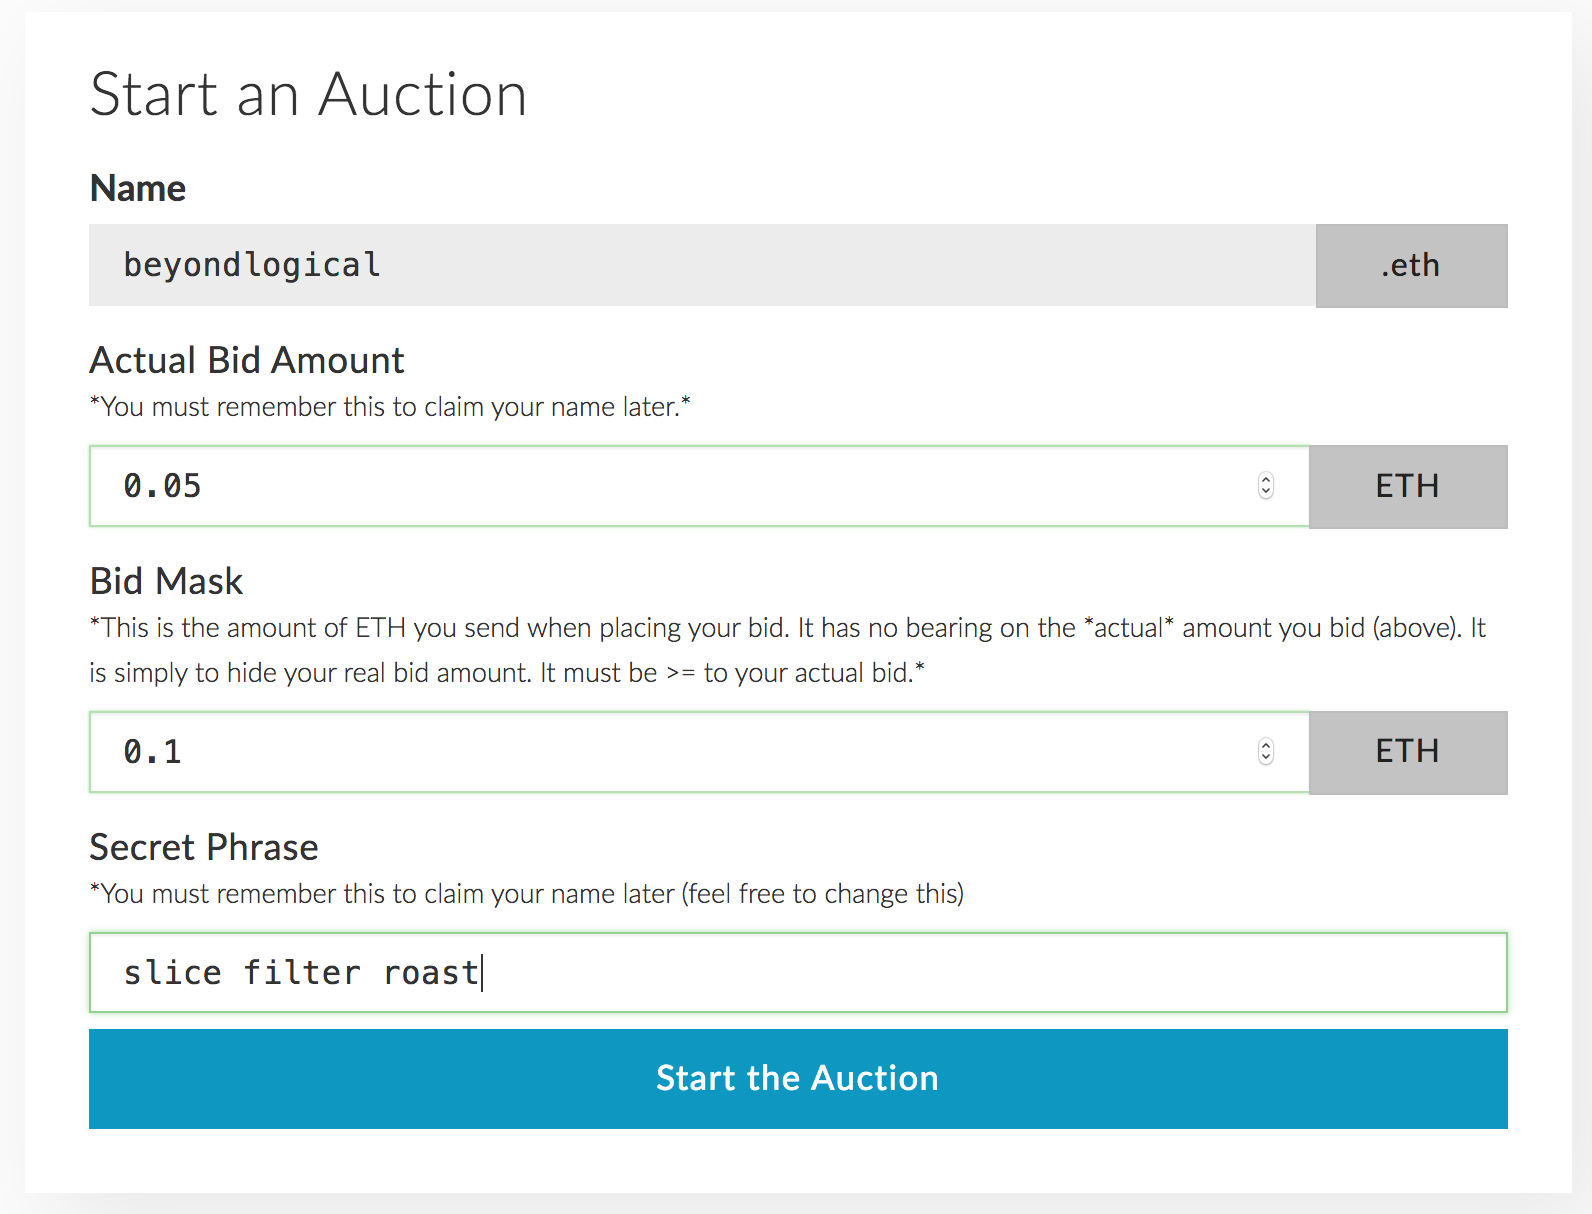 Start an Auction
Name
beyondlogical .eth
Actual Bid Amount
*You must remember this to claim your name later.*
0.05 ETH
Bid Mask
*This is the amount of ETH you send when placing your bid. It has no bearing on the *actual* amount you bid (above). It
is simply to hide your real bid amount. It must be >= to your actual bid.*
0.1 ETH
Secret Phrase
*You must remember this to claim your name later (feel free to change this)
slice filter roast
Start the Auction